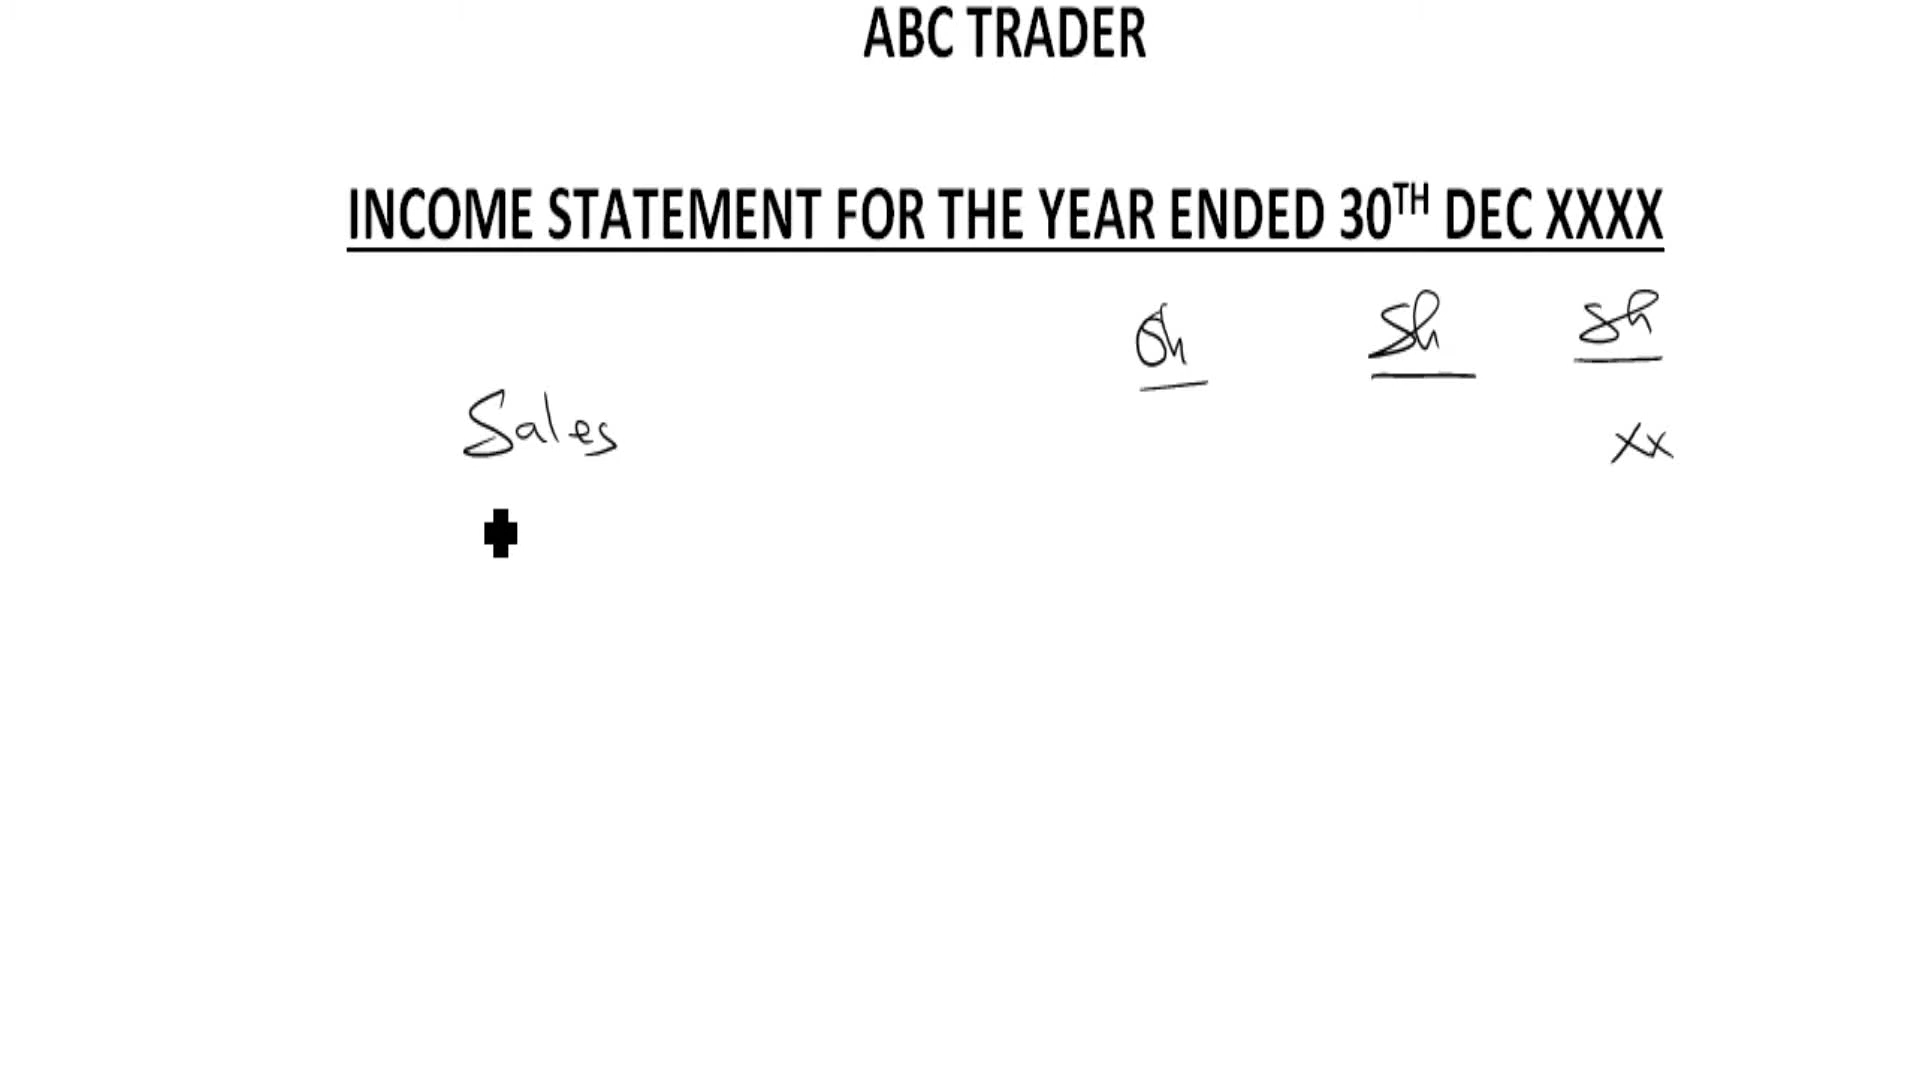 ABC TRADER
INCOME STATEMENT FOR THE YEAR ENDED 30TH DEC XXXX
Sh Sh Sh
Sales xx